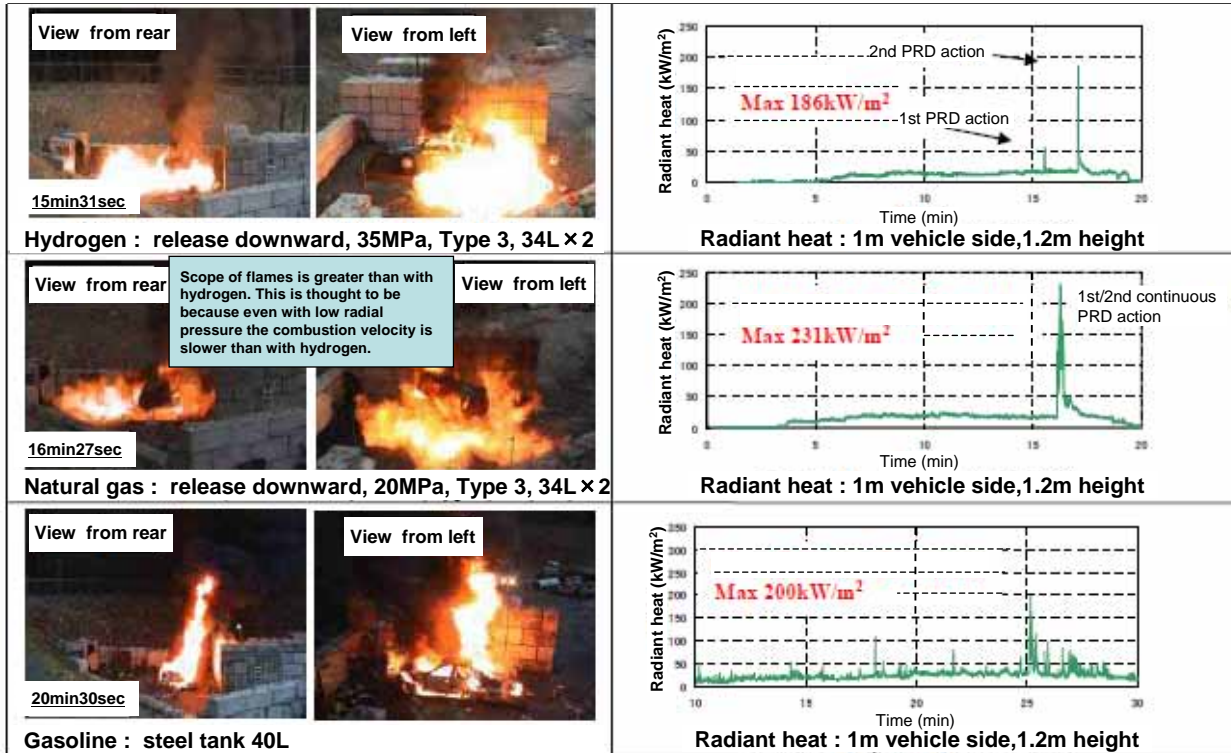 View from rear
View from left
15min31sec
Hydrogen : release downward, 35MPa, Type 3, 34L×2
Radiant heat (kW/m²)
250
200
150
100
50
0
2nd PRD action
Max 186kW/m²
1st PRD action
0 5 10 15 20
Time (min)
Radiant heat : 1m vehicle side,1.2m height
View from rear
Scope of flames is greater than with
hydrogen. This is thought to be
because even with low radial
pressure the combustion velocity is
slower than with hydrogen.
View from left
16min27sec
Natural gas : release downward, 20MPa, Type 3, 34L×2
Radiant heat (kW/m²)
250
200
150
100
50
0
1st/2nd continuous
PRD action
Max 231kW/m²
0 5 10 15 20
Time (min)
Radiant heat : 1m vehicle side,1.2m height
View from rear
View from left
20min30sec
Gasoline : steel tank 40L
Radiant heat (kW/m²)
350
300
250
200
150
100
50
0
Max 200kW/m²
10 15 20 25 30
Time (min)
Radiant heat : 1m vehicle side,1.2m height